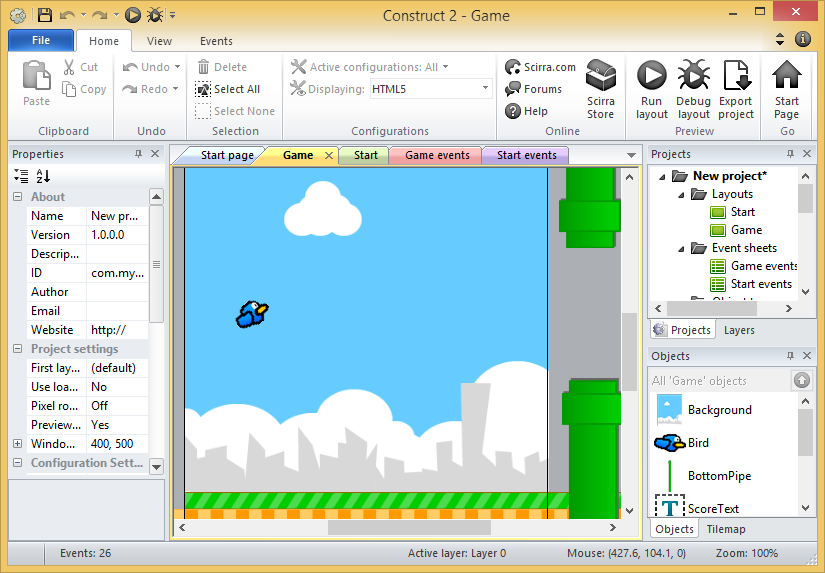 Construct 2 - Game
File Home View Events
Paste Cut Copy Clipboard
Undo Redo Undo
Delete Select All Select None Selection
Active configurations: All
Displaying: HTML5
Configurations
Scirra.com Forums Help Scirra Store Online
Run layout Debug layout Export project Preview
Start Page Go
Properties
About
Name New pr...
Version 1.0.0.0
Descrip...
ID com.my...
Author
Email
Website http://
Project settings
First lay... (default)
Use loa... No
Pixel ro... Off
Preview... Yes
Windo... 400, 500
Configuration Sett...
Start page Game Start Game events Start events
Projects
New project*
Layouts
Start
Game
Event sheets
Game events
Start events
Projects Layers
Objects
All 'Game' objects
Background
Bird
BottomPipe
T ScoreText
Objects Tilemap
Events: 26 Active layer: Layer 0 Mouse: (427.6, 104.1, 0) Zoom: 100%